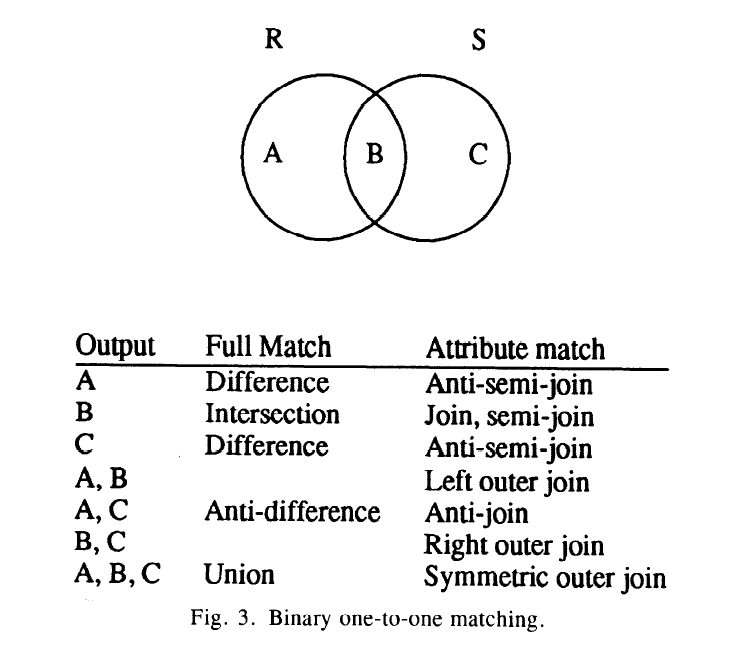 R S
A B C
Output Full Match Attribute match
A Difference Anti-semi-join
B Intersection Join, semi-join
C Difference Anti-semi-join
A, B Left outer join
A, C Anti-difference Anti-join
B, C Right outer join
A, B, C Union Symmetric outer join
Fig. 3. Binary one-to-one matching.